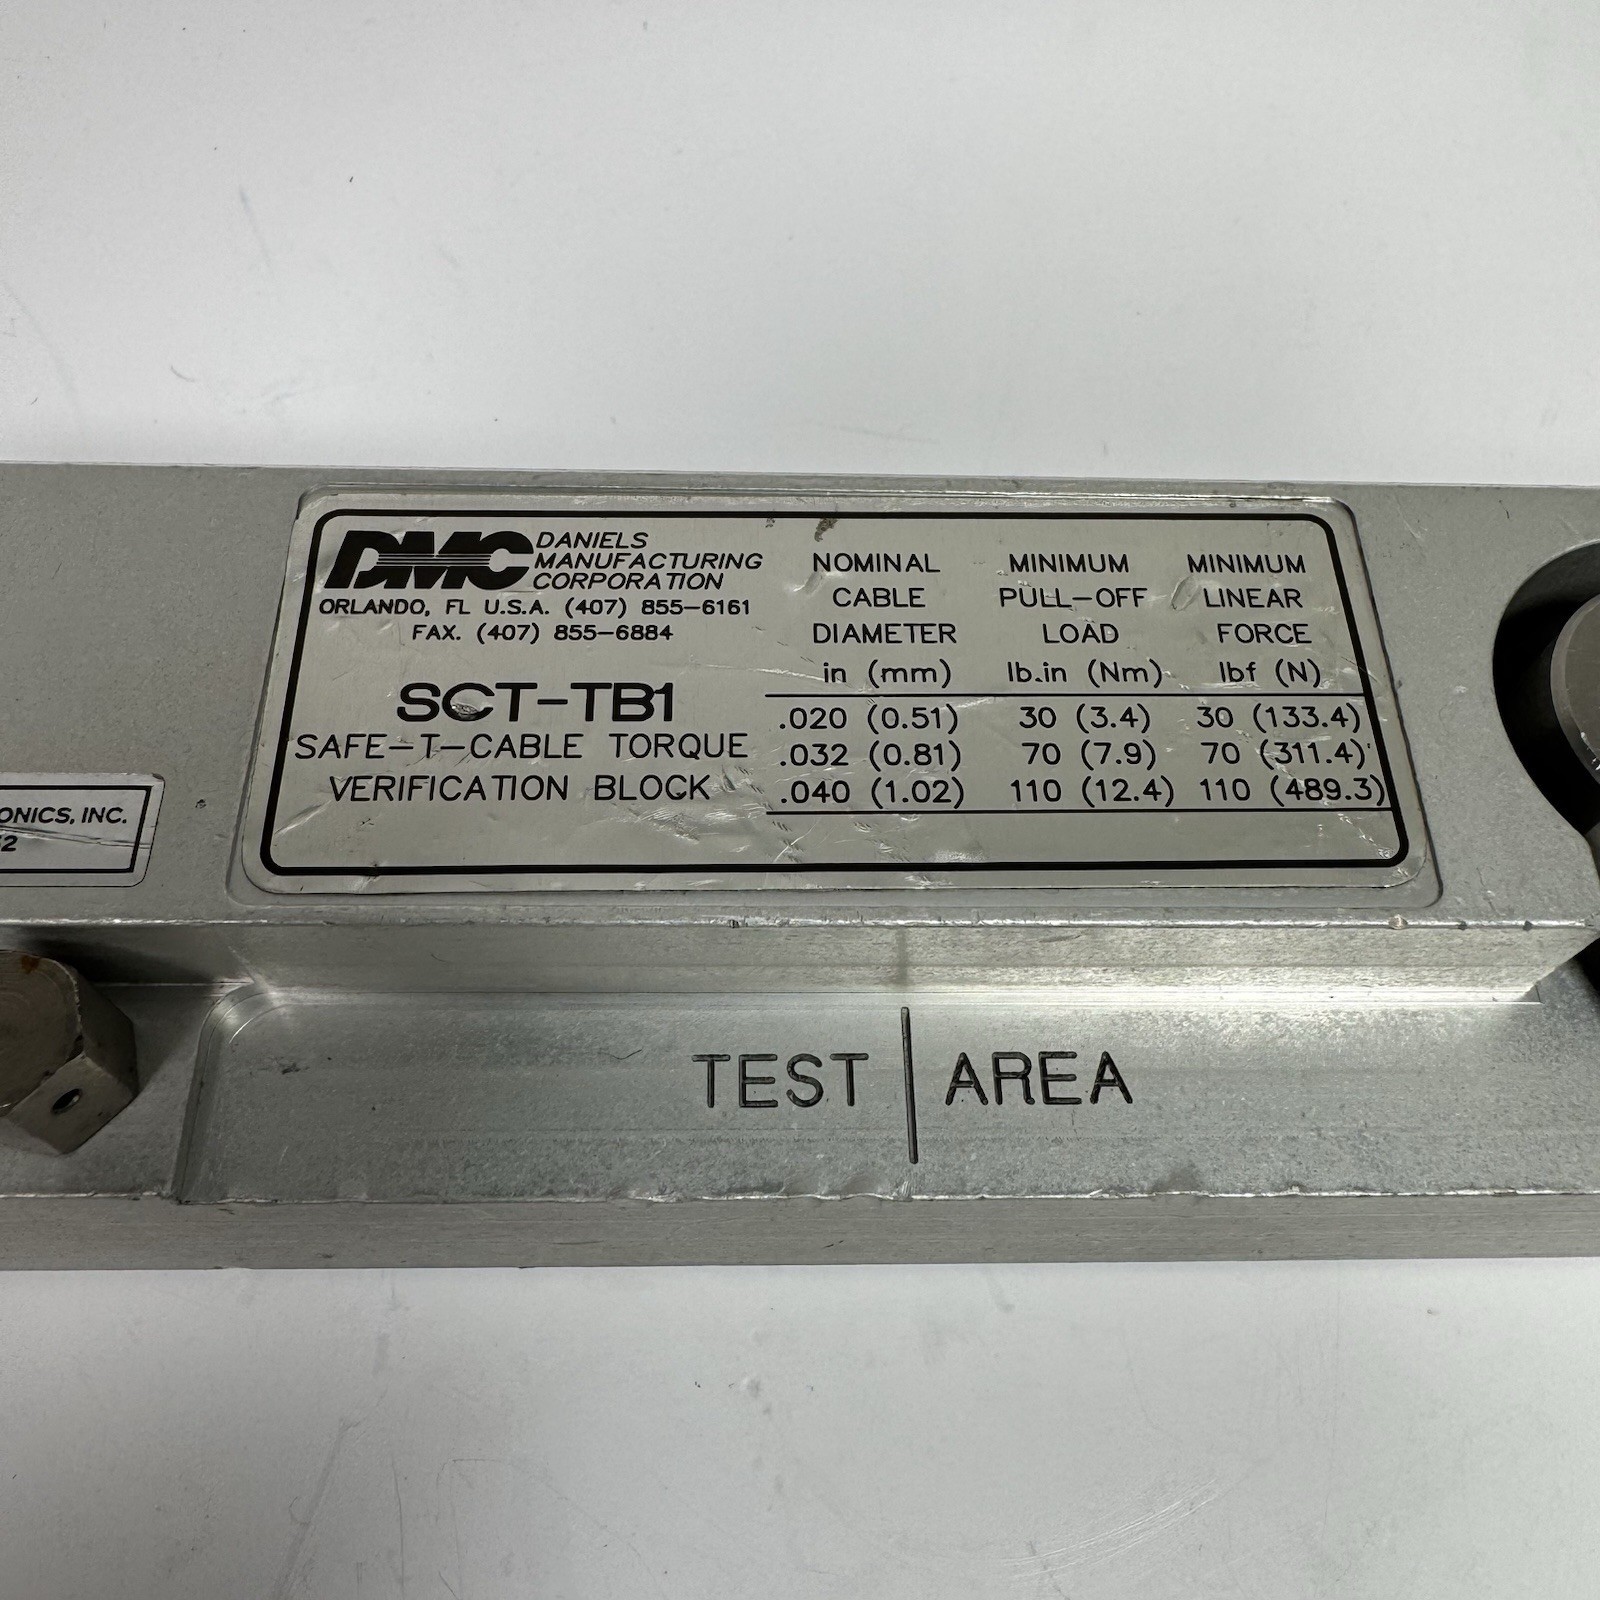 DMC DANIELS
MANUFACTURING
CORPORATION
ORLANDO, FL U.S.A. (407) 855-6161
FAX. (407) 855-6884
SCT-TB1
SAFE-T-CABLE TORQUE
VERIFICATION BLOCK
NOMINAL MINIMUM MINIMUM
CABLE PULL-OFF LINEAR
DIAMETER LOAD FORCE
in (mm) lb.in (Nm) lbf (N)
.020 (0.51) 30 (3.4) 30 (133.4)
.032 (0.81) 70 (7.9) 70 (311.4)
.040 (1.02) 110 (12.4) 110 (489.3)
INC.
TEST | AREA